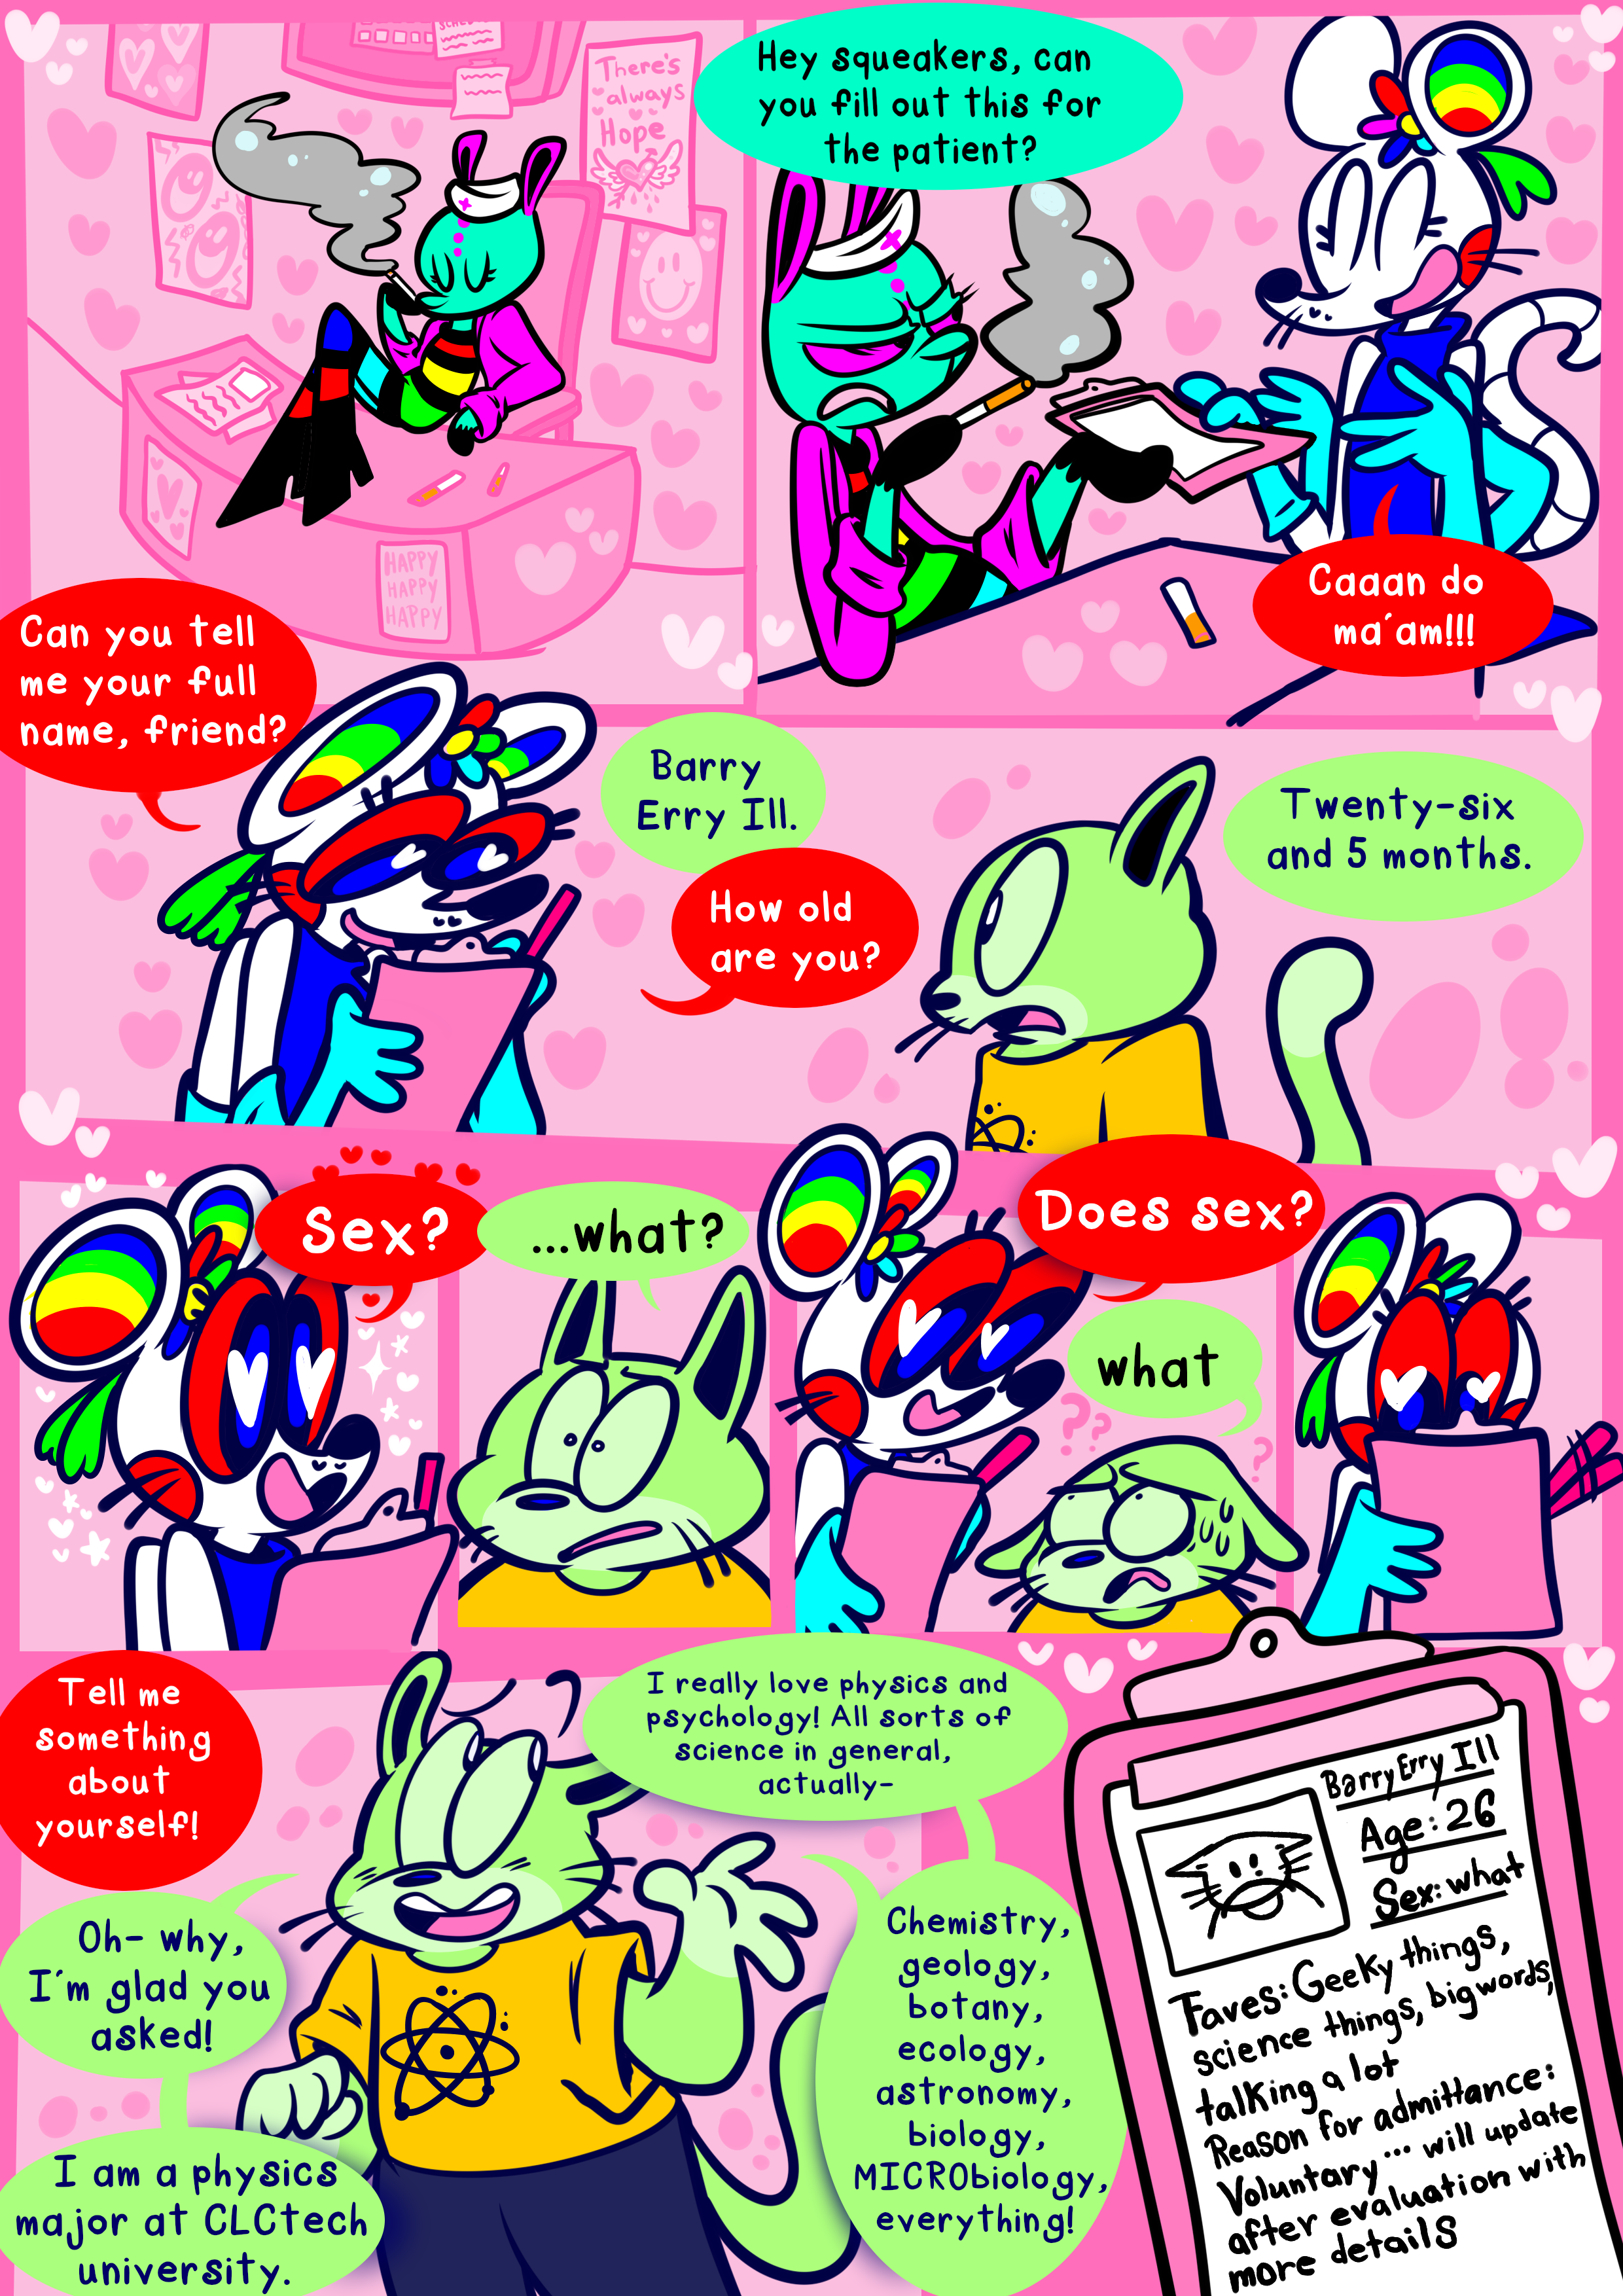 SCHED
There's
always
Hope
Hey squeakers, can
you fill out this for
the patient?
HAPPY
HAPPY
HAPPY
Caaan do
ma'am!!!
Can you tell
me your full
name, friend?
Barry
Erry Ill.
How old
are you?
Twenty-six
and 5 months.
Sex?
...what?
Does sex?
what
??
?
Tell me
something
about
yourself!
Oh- why,
I'm glad you
asked!
I am a physics
major at CLCtech
university.
I really love physics and
psychology! All sorts of
science in general,
actually-
Chemistry,
geology,
botany,
ecology,
astronomy,
biology,
MICRObiology,
everything!
Barry Erry Ill
Age: 26
Sex: what
Faves: Geeky things,
science things, big words,
talking a lot
Reason for admittance:
Voluntary... will update
after evaluation with
more details